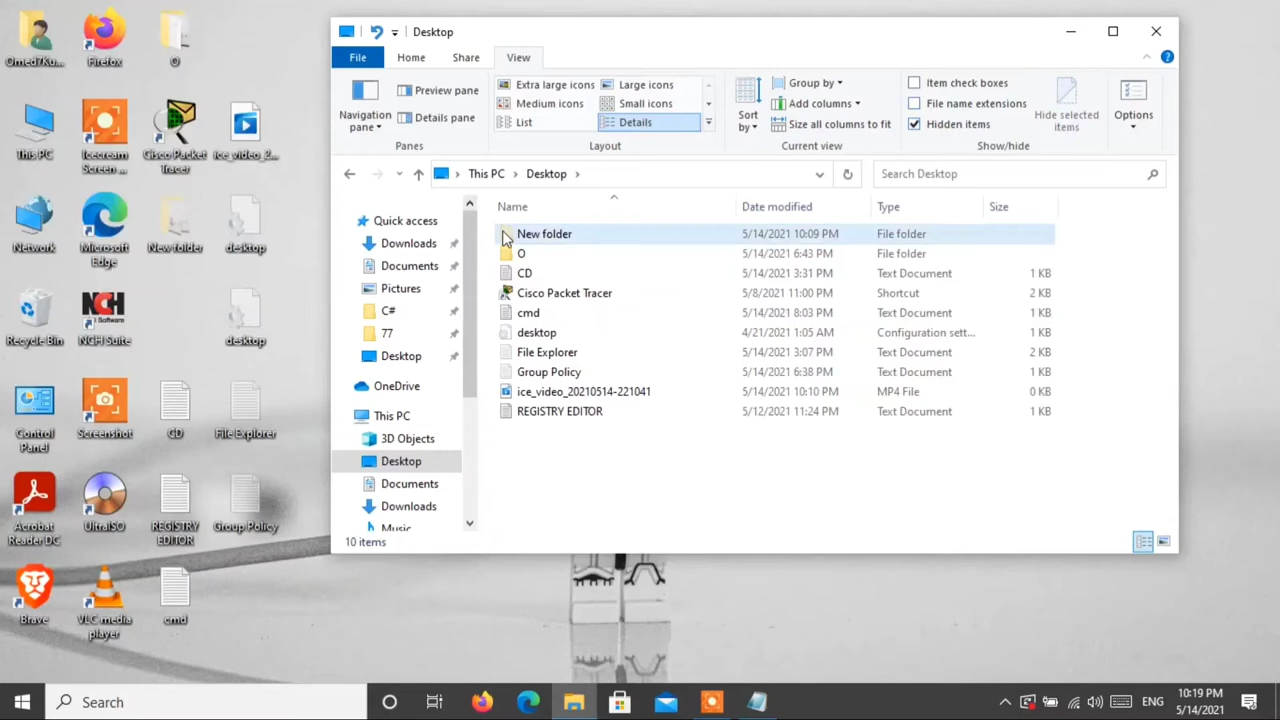 Omed7Ku...
Firefox
O
This PC
Icecream
Screen ...
Cisco Packet
Tracer
ice_video_2...
Network
Microsoft
Edge
New folder
desktop
Recycle Bin
NCH
NCH Suite
desktop
Control
Panel
Screenshot
CD
File Explorer
Acrobat
Reader DC
UltraISO
REGISTRY
EDITOR
Group Policy
Brave
VLC media
player
cmd
Desktop
File
Home
Share
View
Navigation
pane
Preview pane
Details pane
Panes
Extra large icons
Large icons
Medium icons
Small icons
List
Details
Layout
Sort
by
Group by
Add columns
Size all columns to fit
Current view
Item check boxes
File name extensions
Hidden items
Hide selected
items
Show/hide
Options
This PC
Desktop
Search Desktop
Quick access
Downloads
Documents
Pictures
C#
77
Desktop
OneDrive
This PC
3D Objects
Desktop
Documents
Downloads
Music
Name Date modified Type Size
New folder 5/14/2021 10:09 PM File folder
O 5/14/2021 6:43 PM File folder
CD 5/14/2021 3:31 PM Text Document 1 KB
Cisco Packet Tracer 5/8/2021 11:00 PM Shortcut 2 KB
cmd 5/14/2021 8:03 PM Text Document 1 KB
desktop 4/21/2021 1:05 AM Configuration sett... 1 KB
File Explorer 5/14/2021 3:07 PM Text Document 2 KB
Group Policy 5/14/2021 6:38 PM Text Document 1 KB
ice_video_20210514-221041 5/14/2021 10:10 PM MP4 File 0 KB
REGISTRY EDITOR 5/12/2021 11:24 PM Text Document 1 KB
10 items
Search
ENG
10:19 PM
5/14/2021